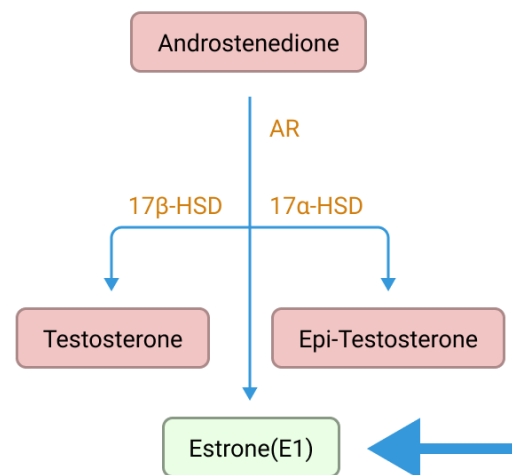 Androstenedione
AR
17β-HSD
17α-HSD
Testosterone
Epi-Testosterone
Estrone(E1)